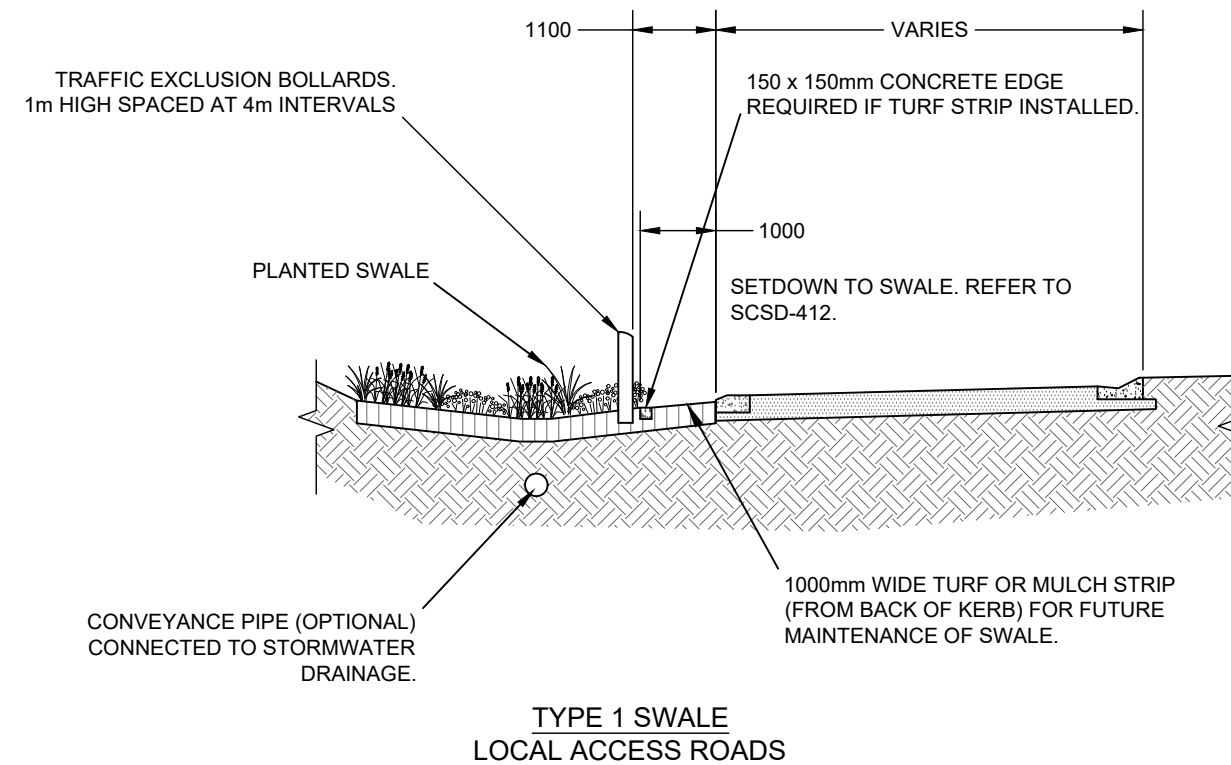 1100
VARIES
TRAFFIC EXCLUSION BOLLARDS.
1m HIGH SPACED AT 4m INTERVALS
150 x 150mm CONCRETE EDGE
REQUIRED IF TURF STRIP INSTALLED.
1000
PLANTED SWALE
SETDOWN TO SWALE. REFER TO
SCSD-412.
CONVEYANCE PIPE (OPTIONAL)
CONNECTED TO STORMWATER
DRAINAGE.
1000mm WIDE TURF OR MULCH STRIP
(FROM BACK OF KERB) FOR FUTURE
MAINTENANCE OF SWALE.
TYPE 1 SWALE
LOCAL ACCESS ROADS